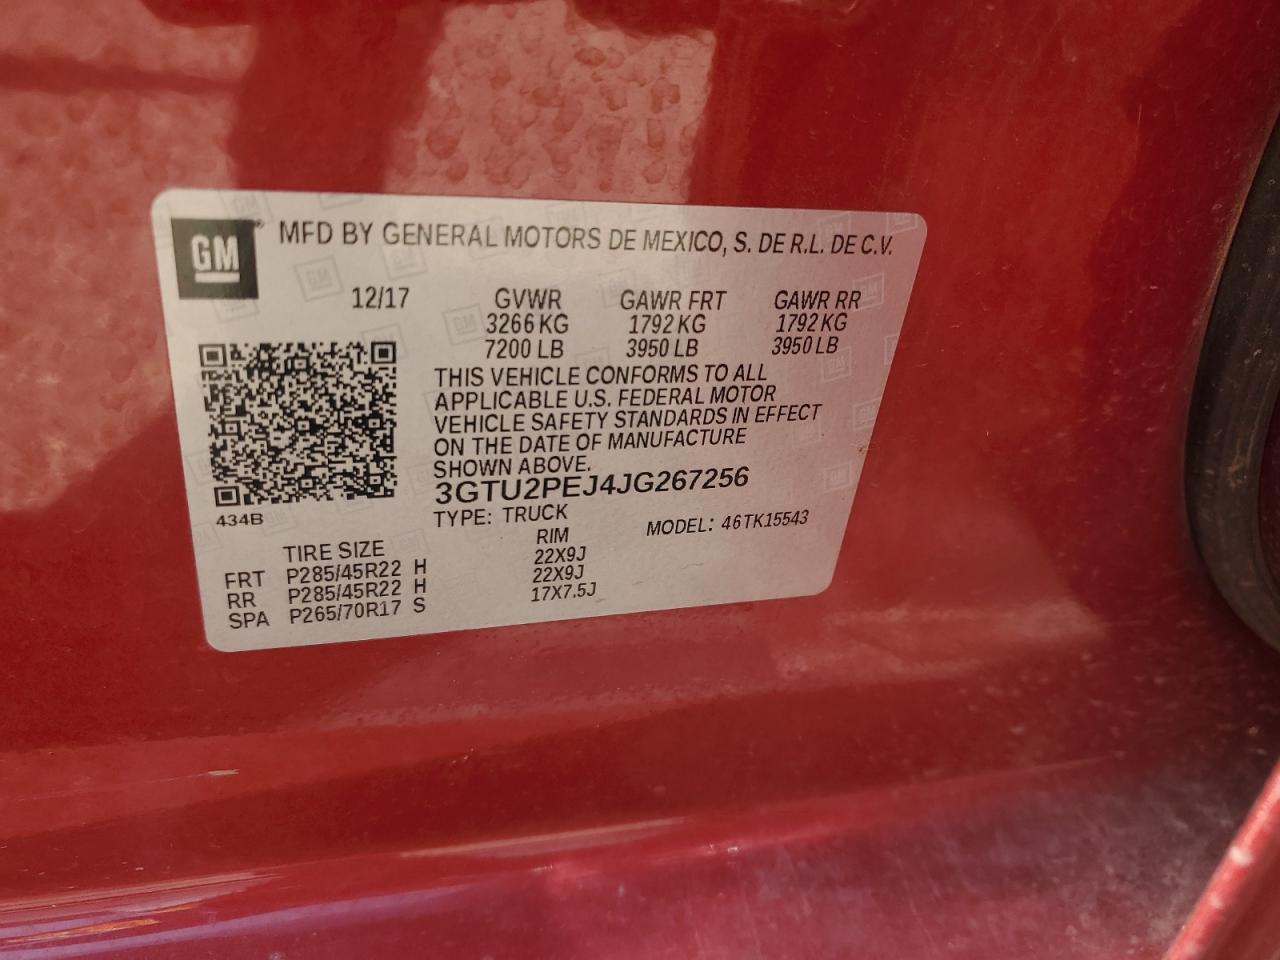 GM ® MFD BY GENERAL MOTORS DE MEXICO, S. DE R.L. DE C.V.
12/17 GVWR GAWR FRT GAWR RR
3266 KG 1792 KG 1792 KG
7200 LB 3950 LB 3950 LB
THIS VEHICLE CONFORMS TO ALL
APPLICABLE U.S. FEDERAL MOTOR
VEHICLE SAFETY STANDARDS IN EFFECT
ON THE DATE OF MANUFACTURE
SHOWN ABOVE.
3GTU2PEJ4JG267256
434B
TYPE: TRUCK MODEL: 46TK15543
TIRE SIZE RIM
FRT P285/45R22 H 22X9J
RR P285/45R22 H 22X9J
SPA P265/70R17 S 17X7.5J